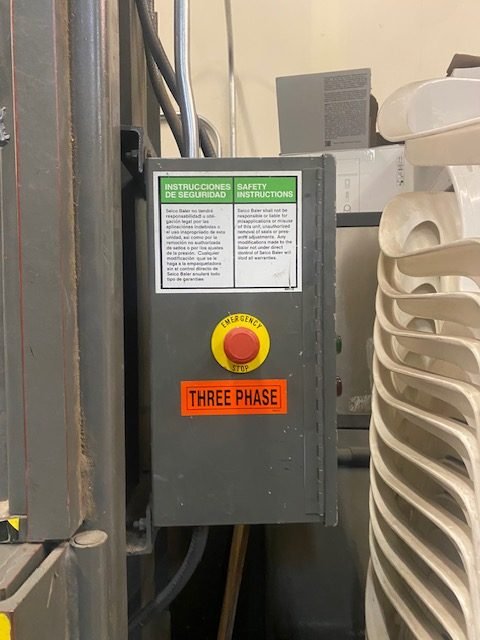 INSTRUCCIONES
DE SEGURIDAD
Selco Baler no tendra
responsabilidad u obli-
gación legal por las
aplicaciones indebidas o
el uso inapropiado de esta
unidad, asi como por la
remoción no authorizada
de sellos o por los ajustes
de la presión. Cualquier
modificación que se le
haga a la empaquetadora
sin el control directo de
Selco Baler anulará todo
tipo de garantías.
SAFETY
INSTRUCTIONS
Selco Baler shall not be
responsible or liable for
misapplications or misuse
of this unit, unauthorized
removal of seals or pres-
sure adjustments. Any
modifications made to the
Baler not under direct
control of Selco Baler will
void all warranties.
EMERGENCY
STOP
THREE PHASE